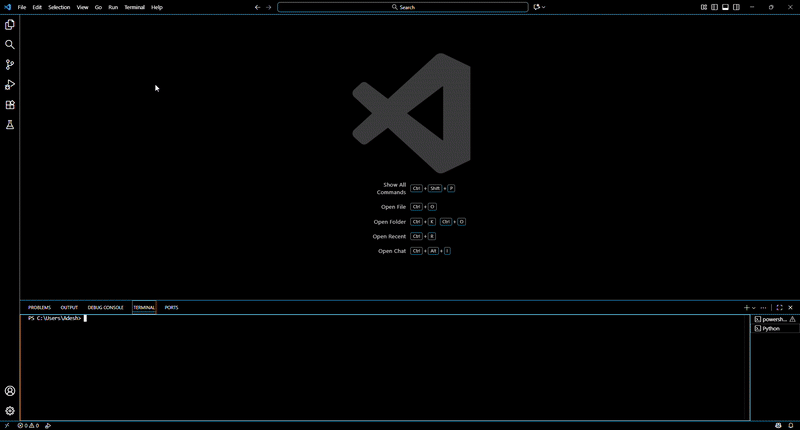 File Edit Selection View Go Run Terminal Help
Search
Show All Commands Ctrl + Shift + P
Open File Ctrl + O
Open Folder Ctrl + K Ctrl + O
Open Recent Ctrl + R
Open Chat Ctrl + Alt + I
PROBLEMS OUTPUT DEBUG CONSOLE TERMINAL PORTS
PS C:\Users\Adesh>
powersh...
Python
0 0